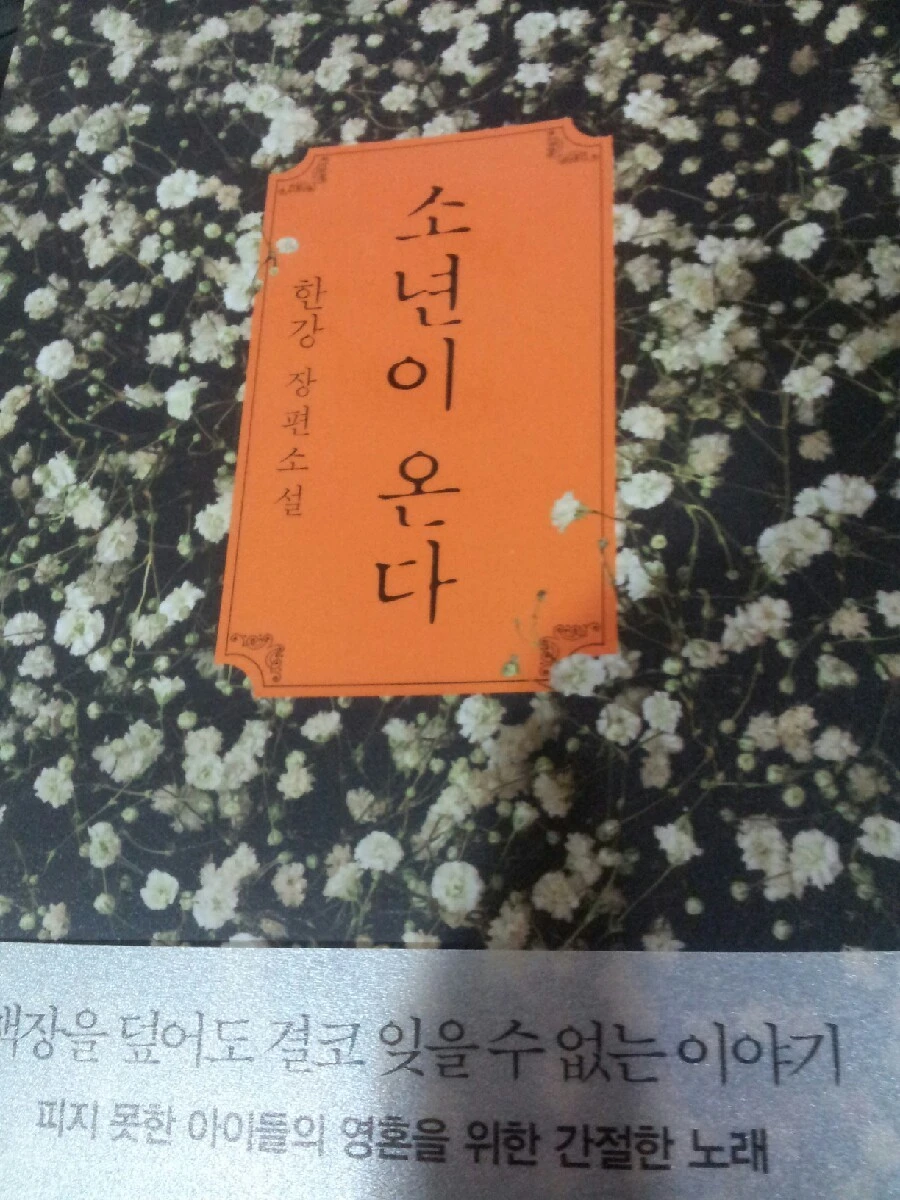 소년이 온다
한강 장편소설
책장을 덮어도 결코 잊을 수 없는 이야기
피지 못한 아이들의 영혼을 위한 간절한 노래